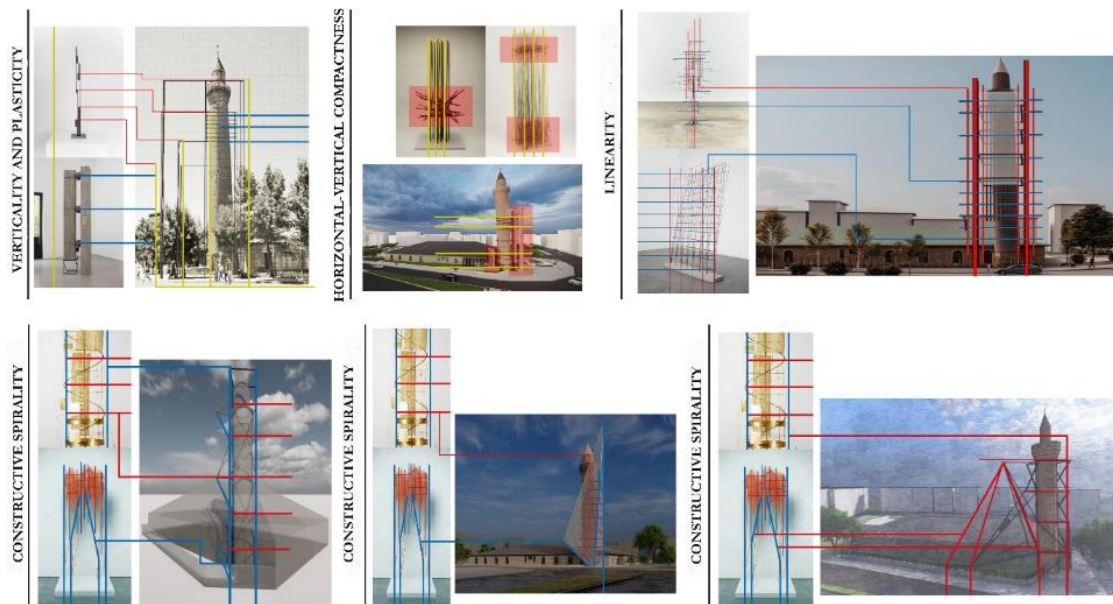 VERTICALITY AND PLASTICITY
HORIZONTAL-VERTICAL COMPACTNESS
LINEARITY
CONSTRUCTIVE SPIRALITY
CONSTRUCTIVE SPIRALITY
CONSTRUCTIVE SPIRALITY